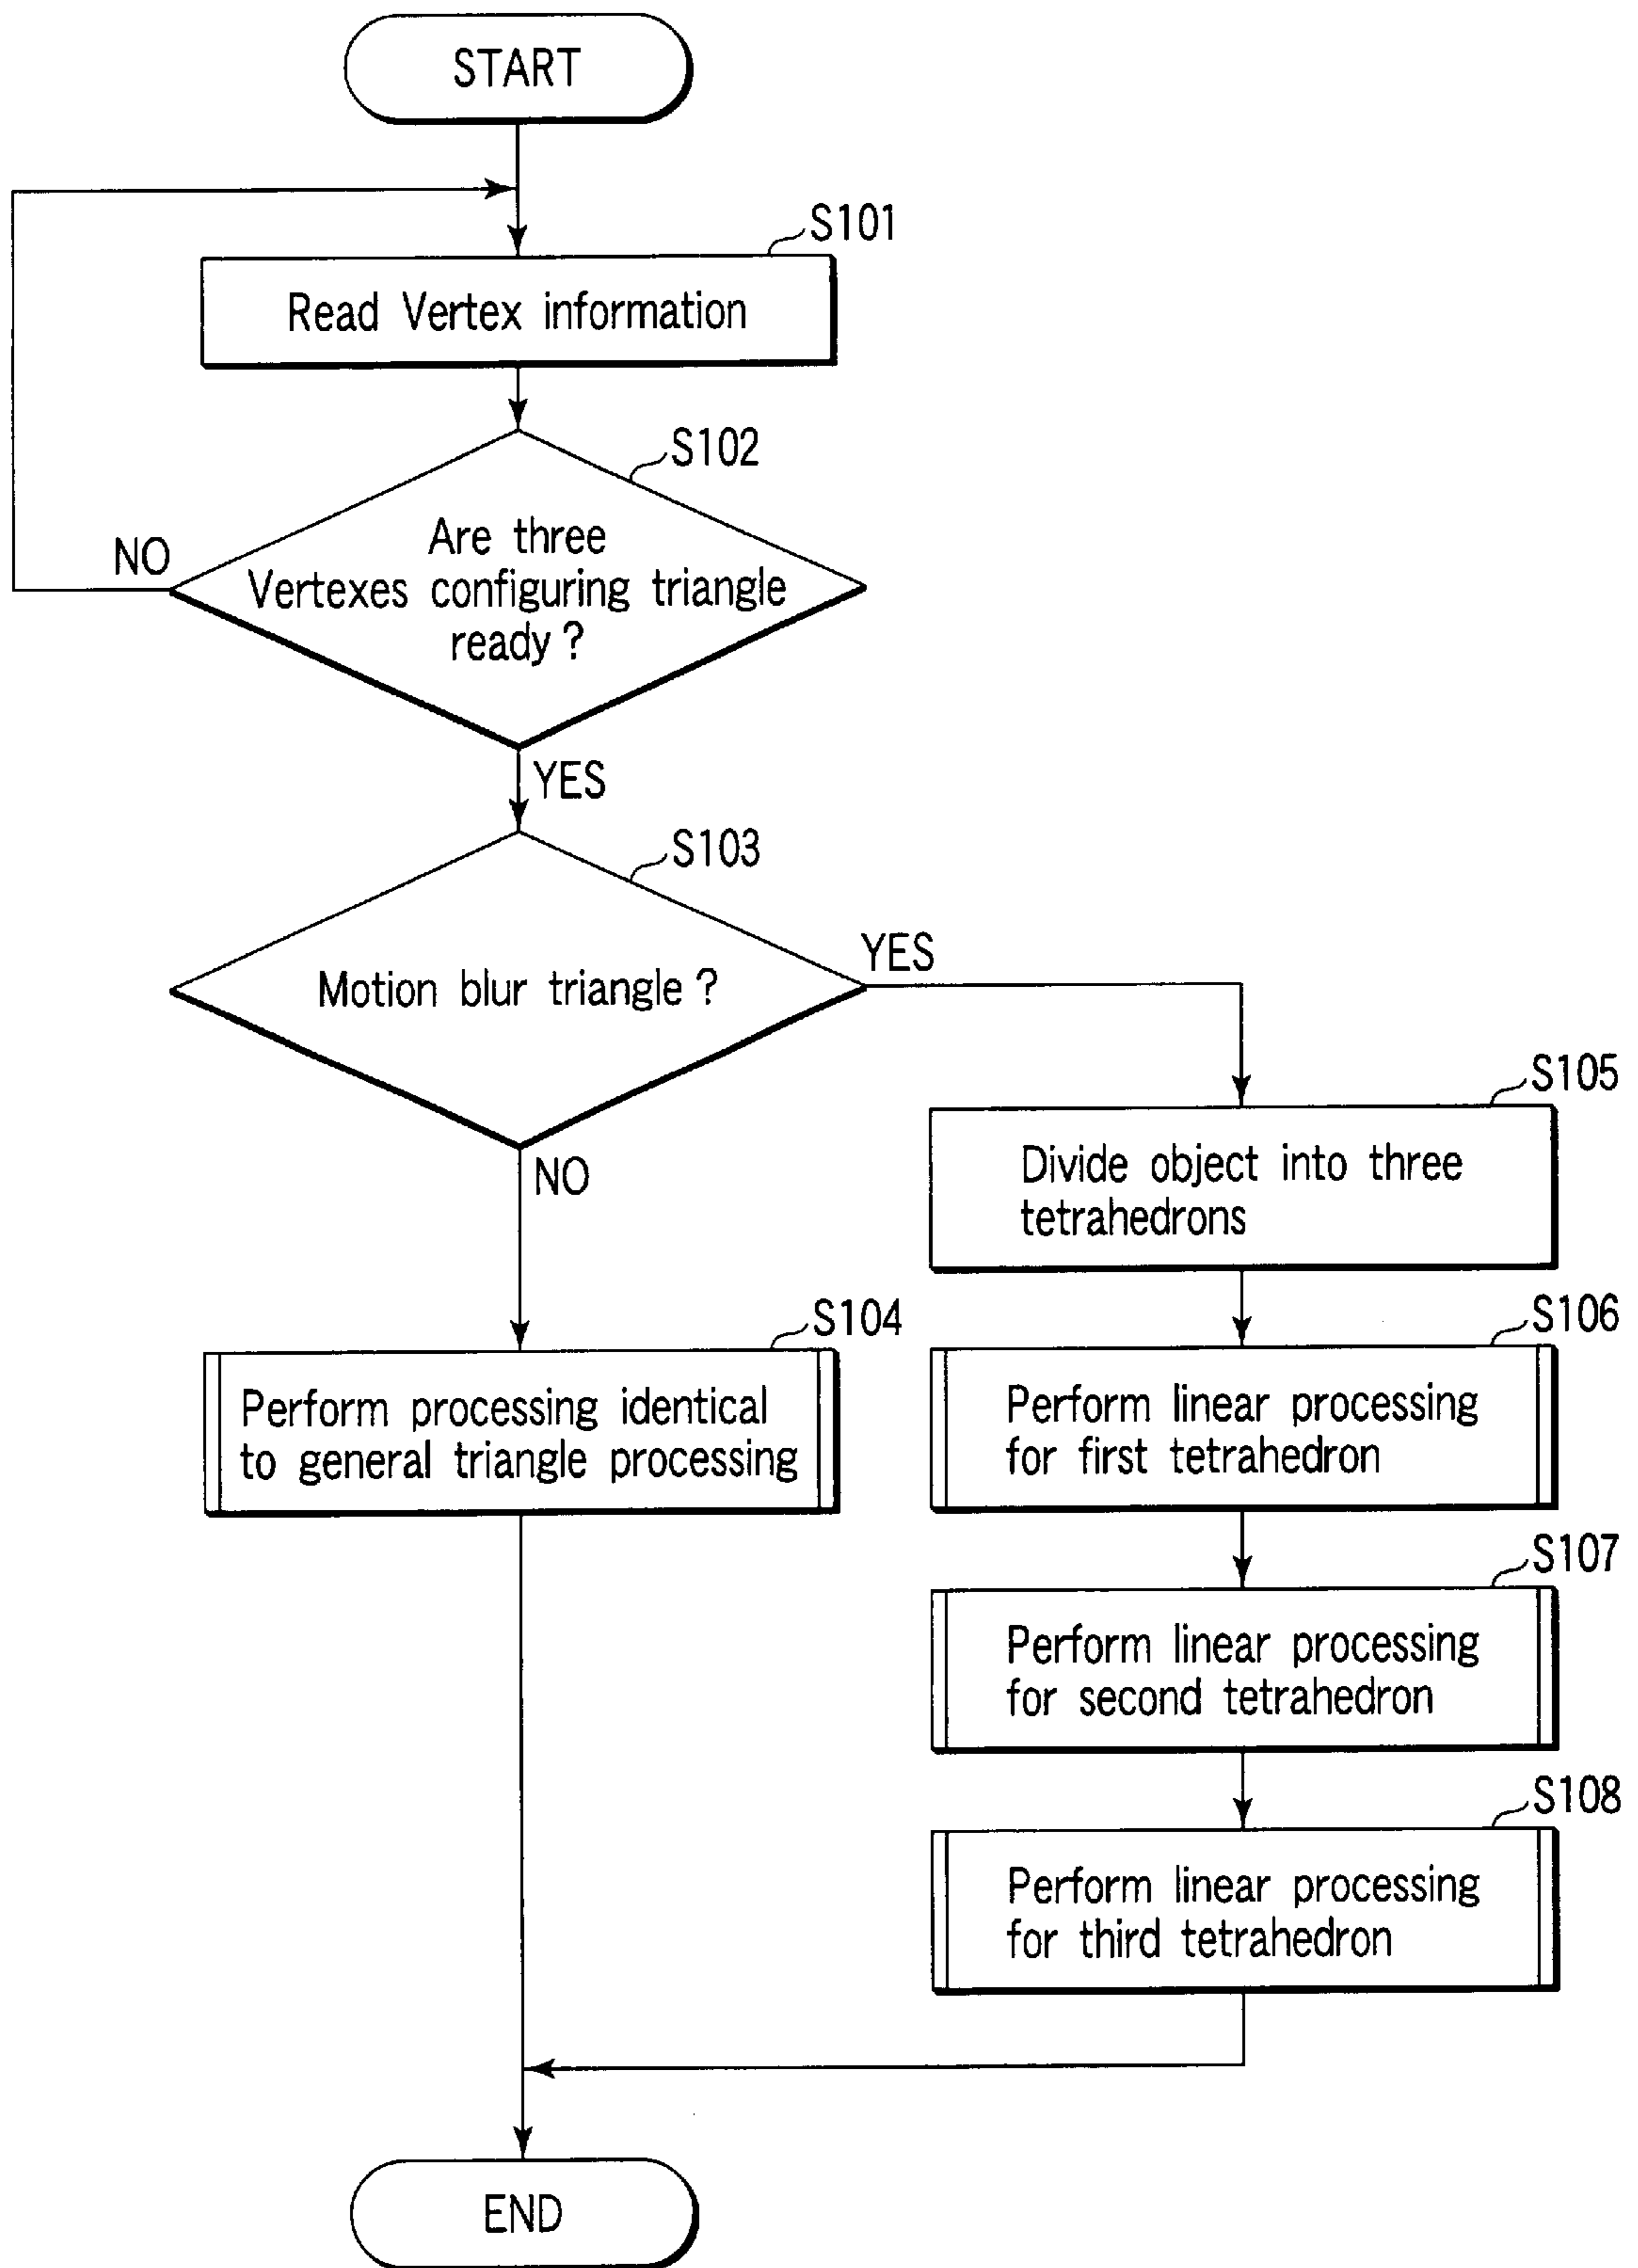 START
S101
Read Vertex information
S102
Are three
Vertexes configuring triangle
ready ?
NO
YES
S103
Motion blur triangle ?
YES
NO
S105
Divide object into three
tetrahedrons
S104
Perform processing identical
to general triangle processing
S106
Perform linear processing
for first tetrahedron
S107
Perform linear processing
for second tetrahedron
S108
Perform linear processing
for third tetrahedron
END